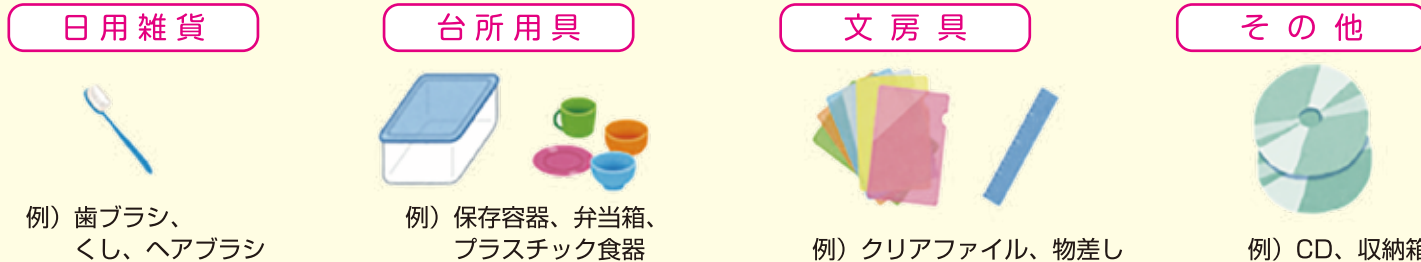 日用雑貨
例）歯ブラシ、
くし、ヘアブラシ
台所用具
例）保存容器、弁当箱、
プラスチック食器
文房具
例）クリアファイル、物差し
その他
例）CD、収納箱